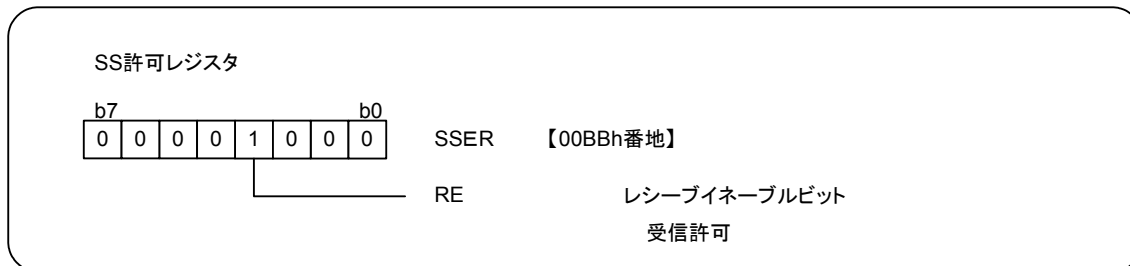 SS許可レジスタ
b7 b0
0 0 0 0 1 0 0 0 SSER 【00BBh番地】
RE レシーブイネーブルビット
受信許可